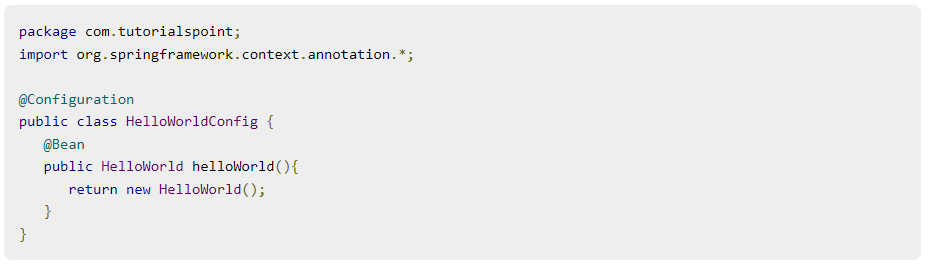 package com.tutorialspoint;
import org.springframework.context.annotation.*;
@Configuration
public class HelloWorldConfig {
@Bean
public HelloWorld helloWorld(){
return new HelloWorld();
}
}